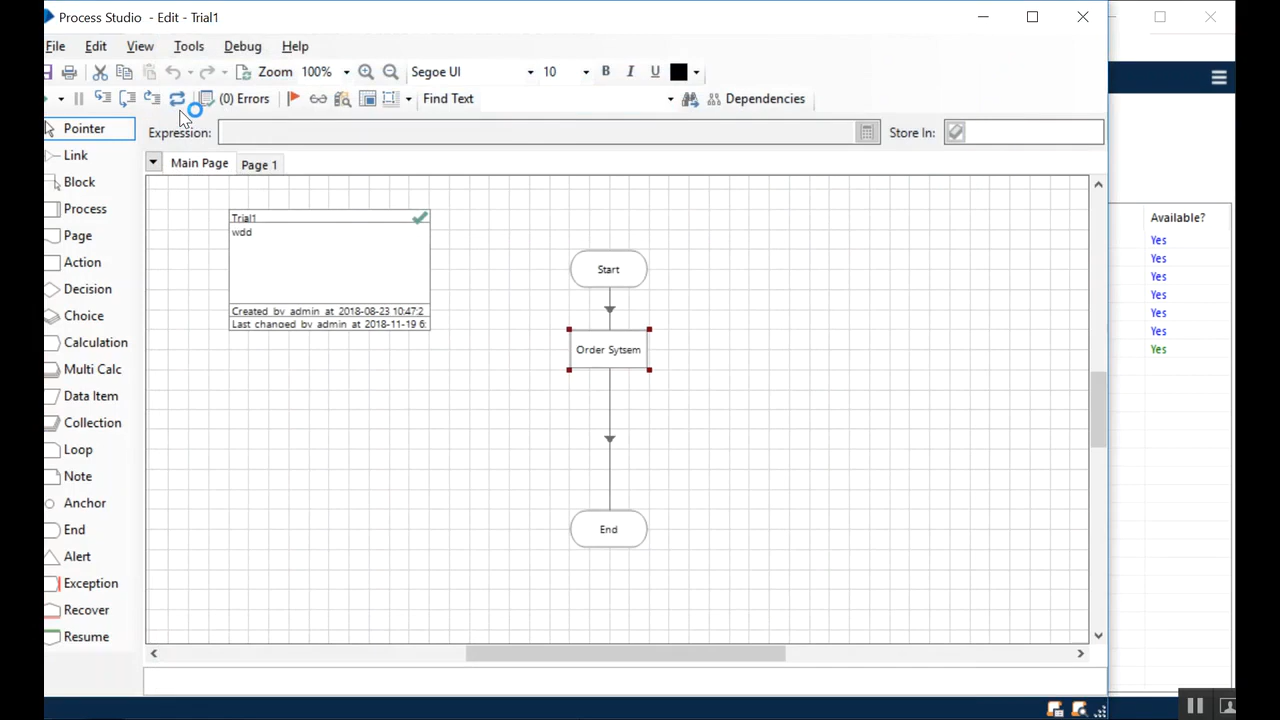 Process Studio - Edit - Trial1
File Edit View Tools Debug Help
Zoom 100% Segoe UI 10 B I U
(0) Errors Find Text Dependencies
Pointer
Expression: Store In:
Link
Main Page Page 1
Block
Process
Page
Action
Decision
Choice
Calculation
Multi Calc
Data Item
Collection
Loop
Note
Anchor
End
Alert
Exception
Recover
Resume
Trial1
wdd
Created by admin at 2018-08-23 10:47:2
Last changed by admin at 2018-11-19 6:
Start
Order Sytsem
End
Available?
Yes
Yes
Yes
Yes
Yes
Yes
Yes